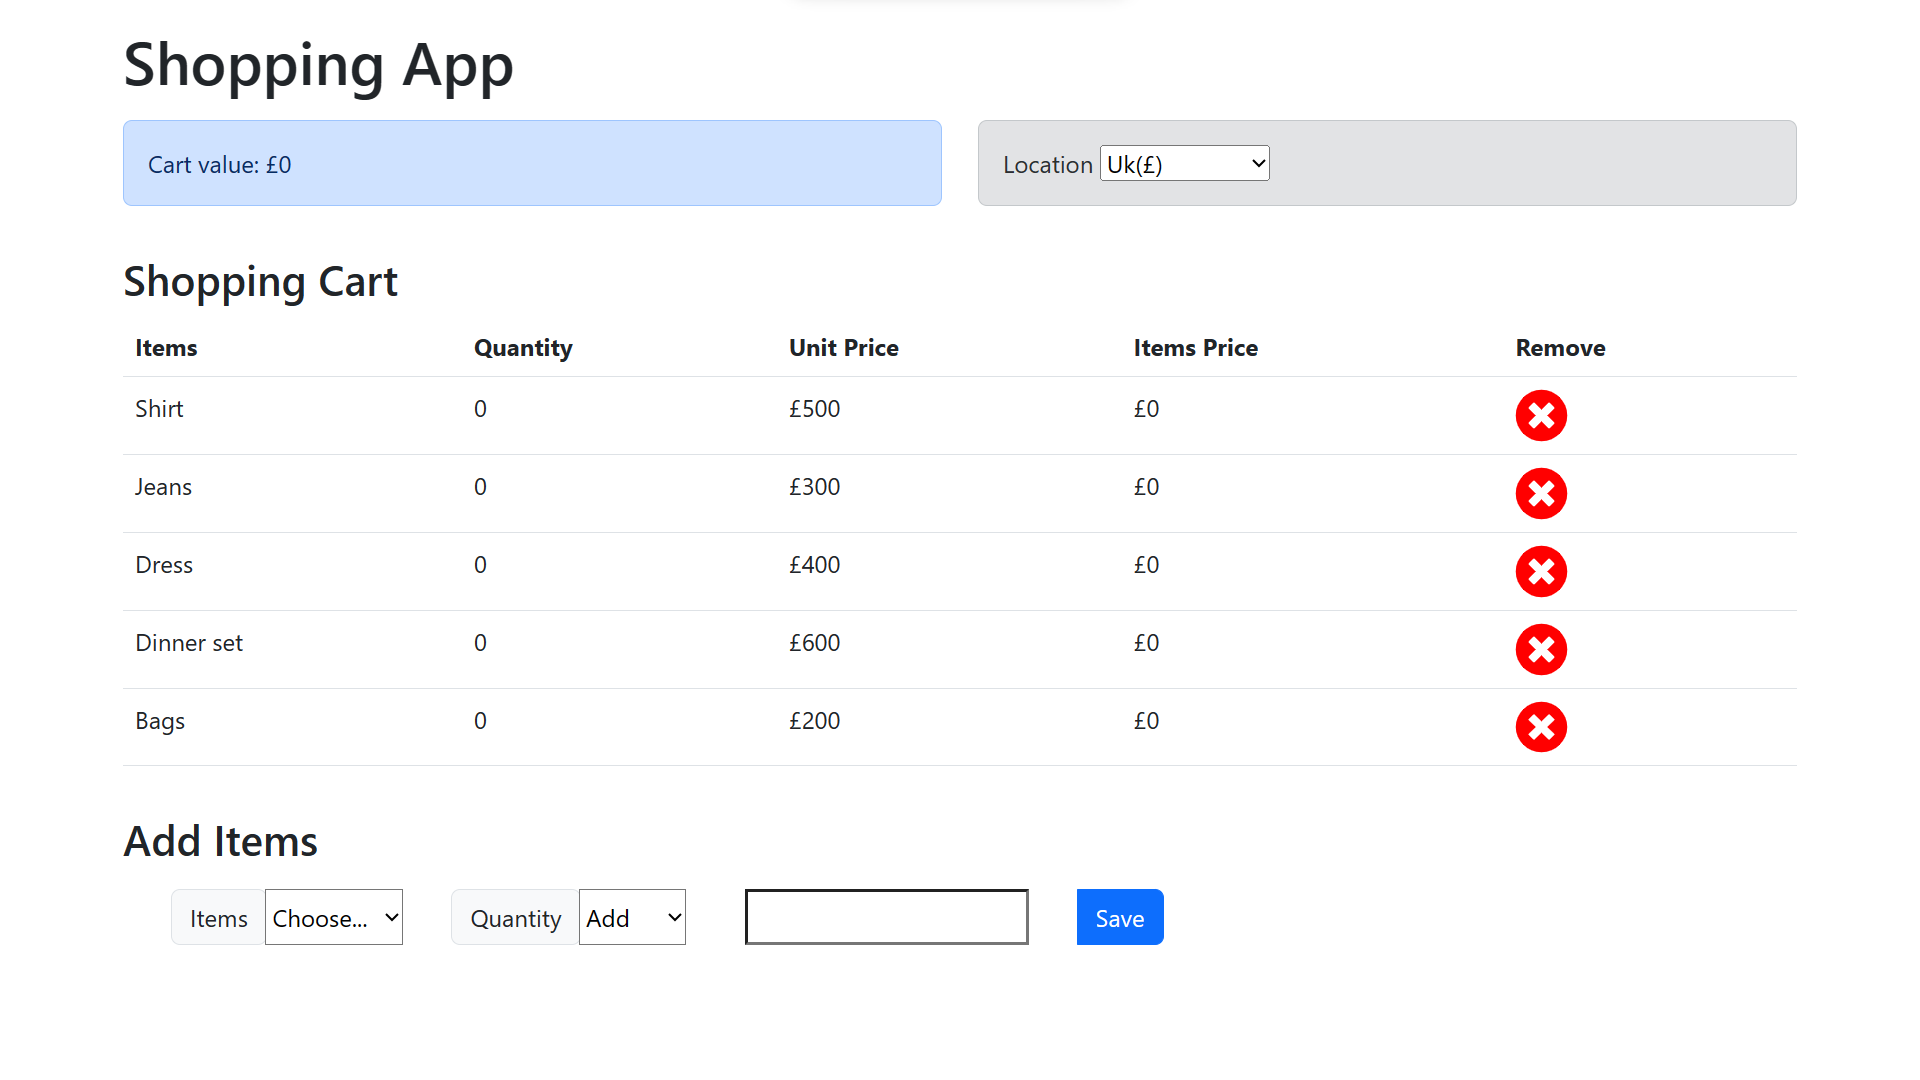 Shopping App
Cart value: £0
Location Uk(£)
Shopping Cart
Items Quantity Unit Price Items Price Remove
Shirt 0 £500 £0
Jeans 0 £300 £0
Dress 0 £400 £0
Dinner set 0 £600 £0
Bags 0 £200 £0
Add Items
Items Choose... Quantity Add Save